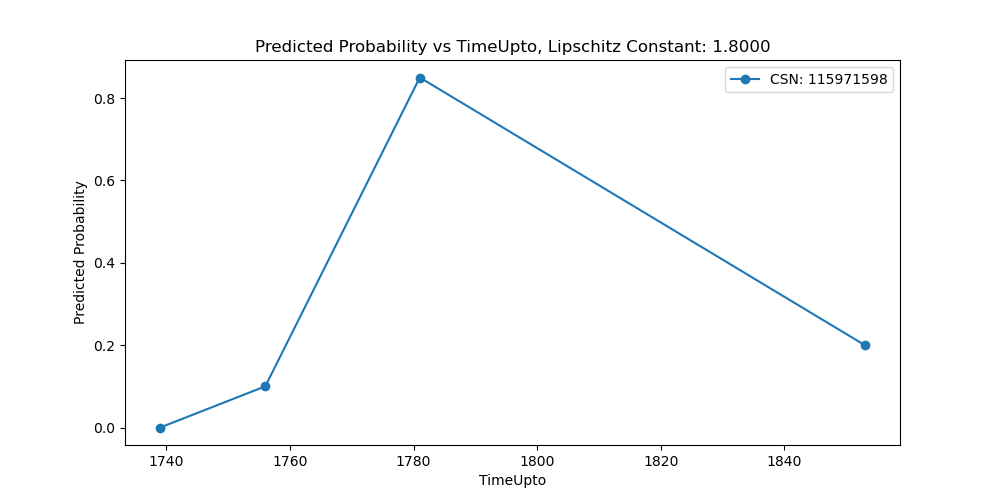 Predicted Probability vs TimeUpto, Lipschitz Constant: 1.8000
CSN: 115971598
Predicted Probability
0.8
0.6
0.4
0.2
0.0
1740 1760 1780 1800 1820 1840
TimeUpto